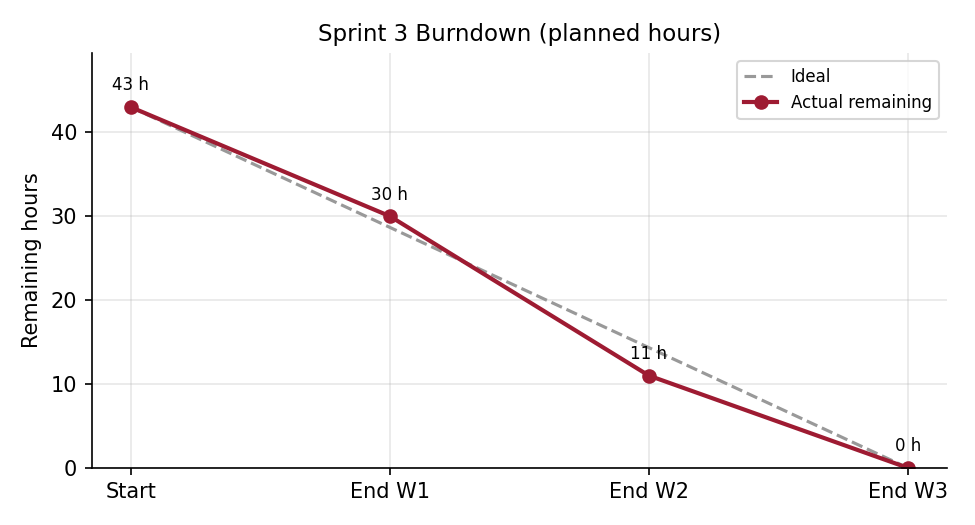 Sprint 3 Burndown (planned hours)
Ideal
Actual remaining
43 h
30 h
11 h
0 h
Remaining hours
40
30
20
10
0
Start
End W1
End W2
End W3